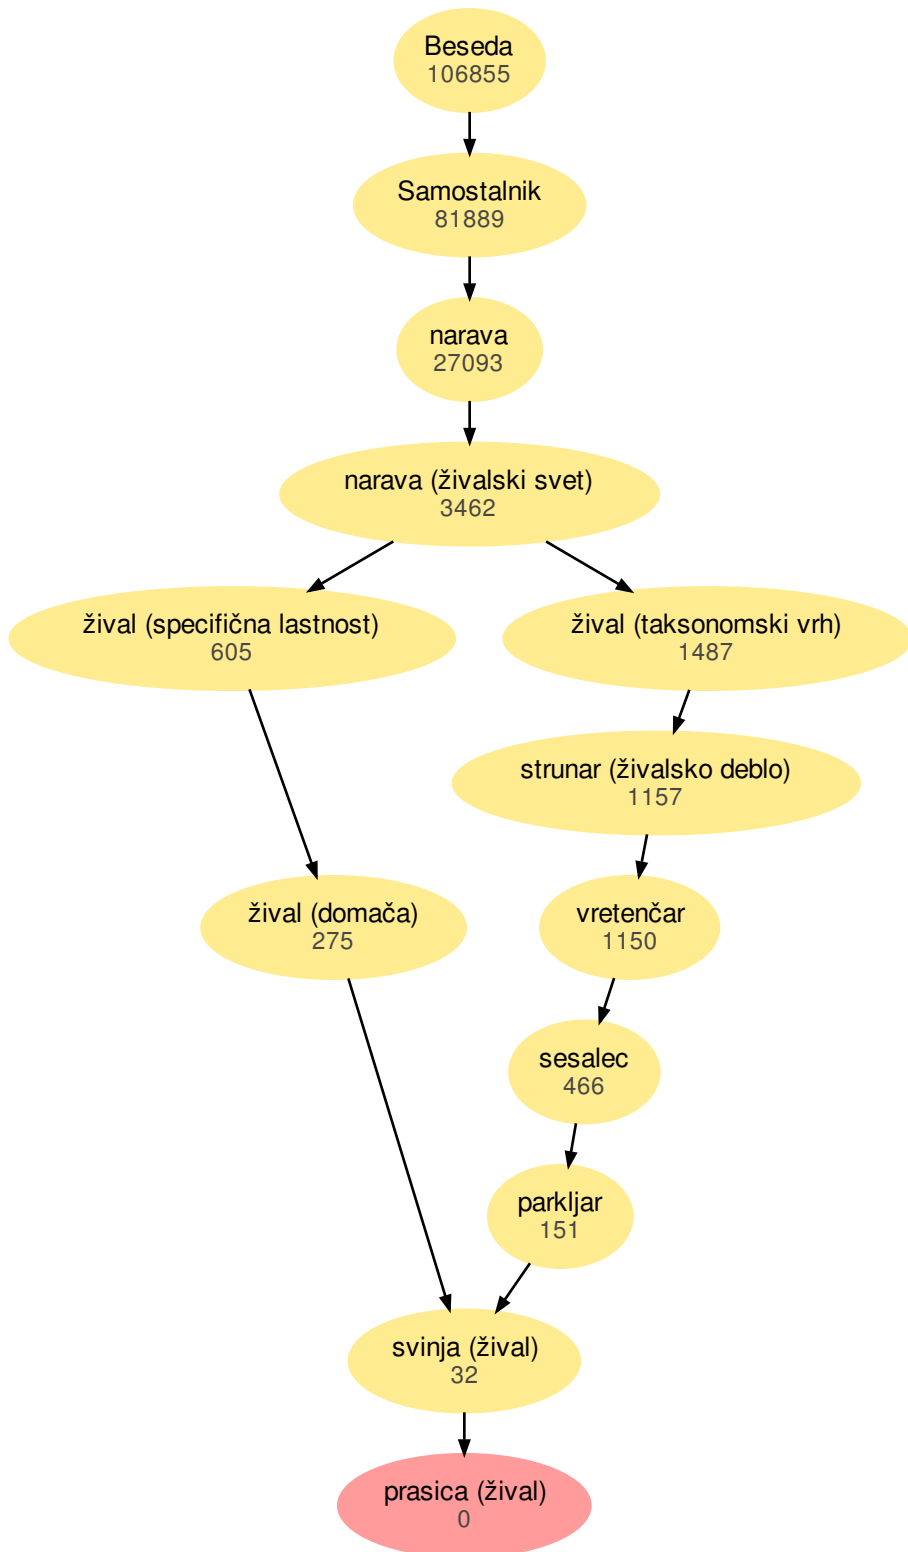 Beseda
106855
Samostalnik
81889
narava
27093
narava (živalski svet)
3462
žival (specifična lastnost)
605
žival (taksonomski vrh)
1487
strunar (živalsko deblo)
1157
žival (domača)
275
vretenčar
1150
sesalec
466
parkljar
151
svinja (žival)
32
prasica (žival)
0